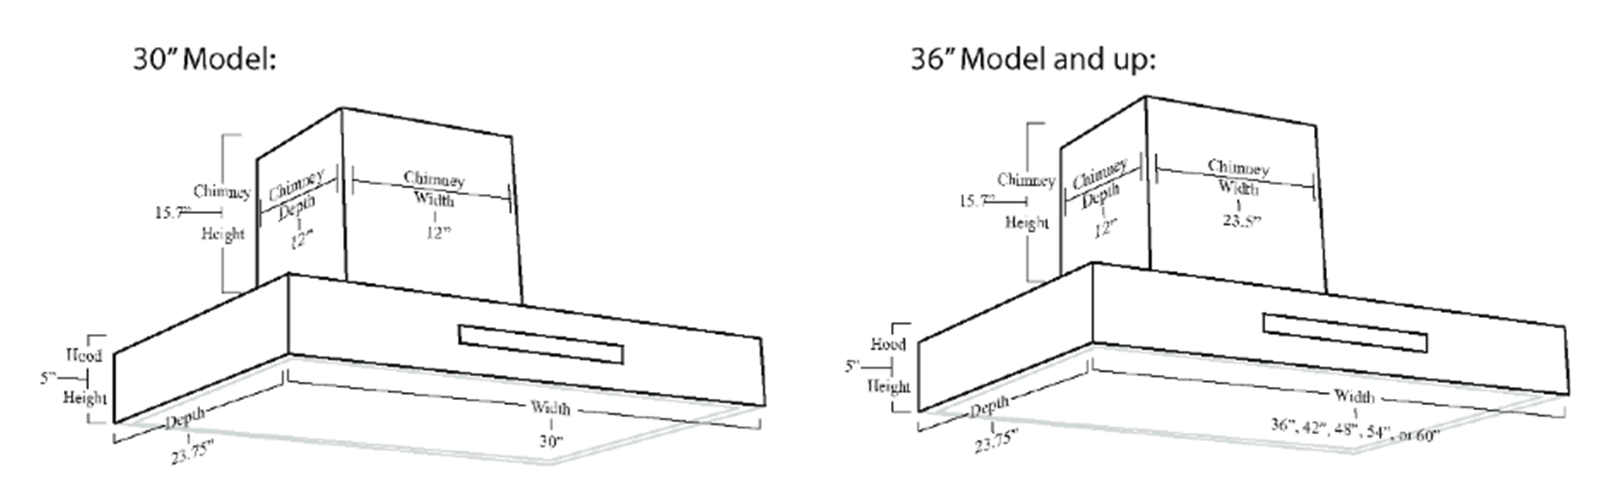 30” Model:
Chimney
15.7”
Height
Chimney
Depth
12”
Chimney
Width
12”
Hood
5”
Height
Depth
23.75”
Width
30”
36” Model and up:
Chimney
15.7”
Height
Chimney
Depth
12”
Chimney
Width
23.5”
Hood
5”
Height
Depth
23.75”
Width
36”, 42”, 48”, 54”, or 60”